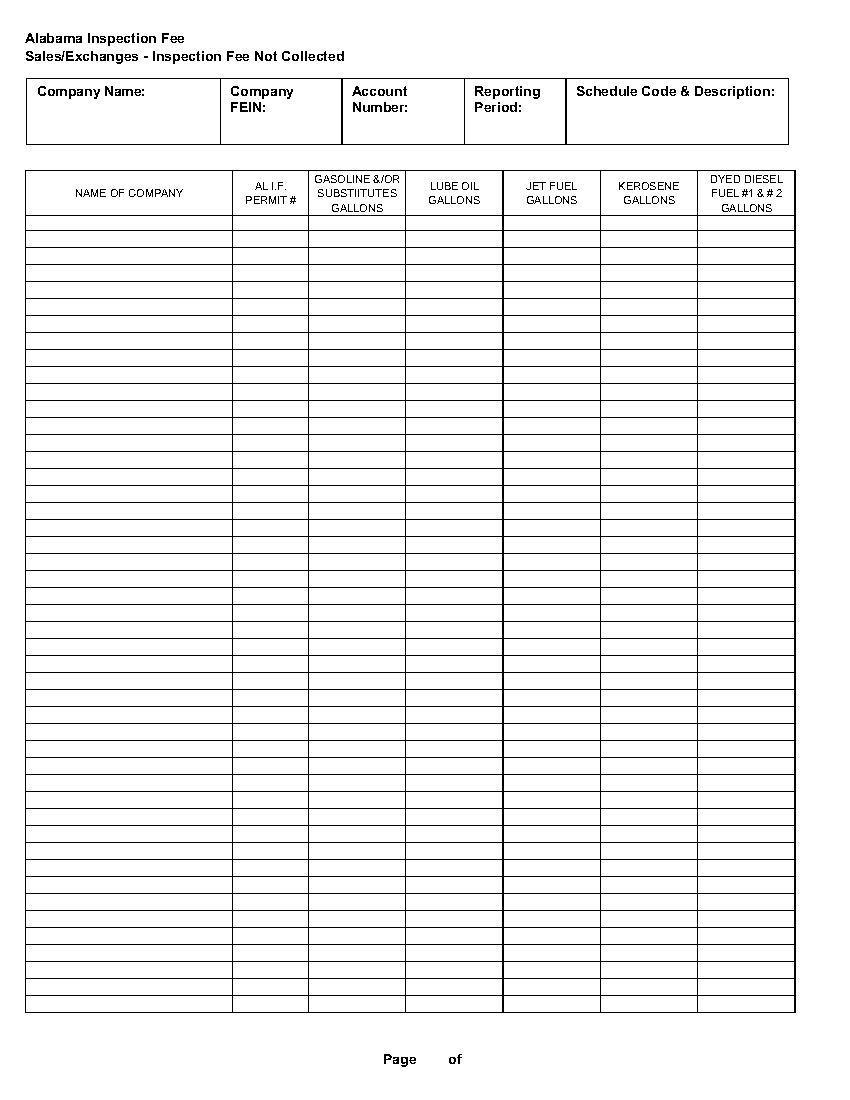 Alabama Inspection Fee
Sales/Exchanges - Inspection Fee Not Collected
Company Name:
Company
FEIN:
Account
Number:
Reporting
Period:
Schedule Code & Description:
NAME OF COMPANY
AL I.F.
PERMIT #
GASOLINE &/OR
SUBSTIITUTES
GALLONS
LUBE OIL
GALLONS
JET FUEL
GALLONS
KEROSENE
GALLONS
DYED DIESEL
FUEL #1 & # 2
GALLONS
Page of